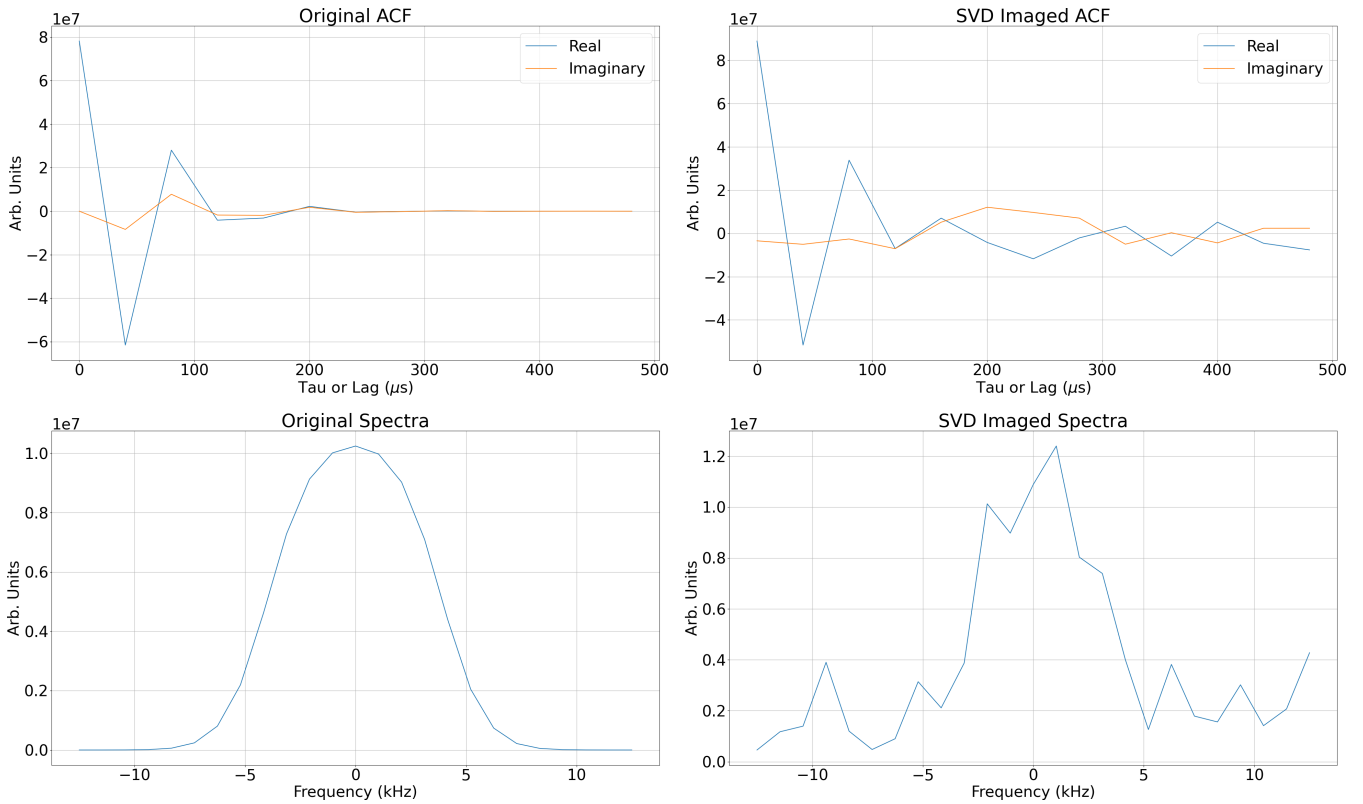 Original ACF
1e7
8
6
4
2
0
−2
−4
−6
Arb. Units
Real
Imaginary
0 100 200 300 400 500
Tau or Lag (μs)
SVD Imaged ACF
1e7
8
6
4
2
0
−2
−4
Arb. Units
Real
Imaginary
0 100 200 300 400 500
Tau or Lag (μs)
Original Spectra
1e7
1.0
0.8
0.6
0.4
0.2
0.0
Arb. Units
−10 −5 0 5 10
Frequency (kHz)
SVD Imaged Spectra
1e7
1.2
1.0
0.8
0.6
0.4
0.2
0.0
Arb. Units
−10 −5 0 5 10
Frequency (kHz)